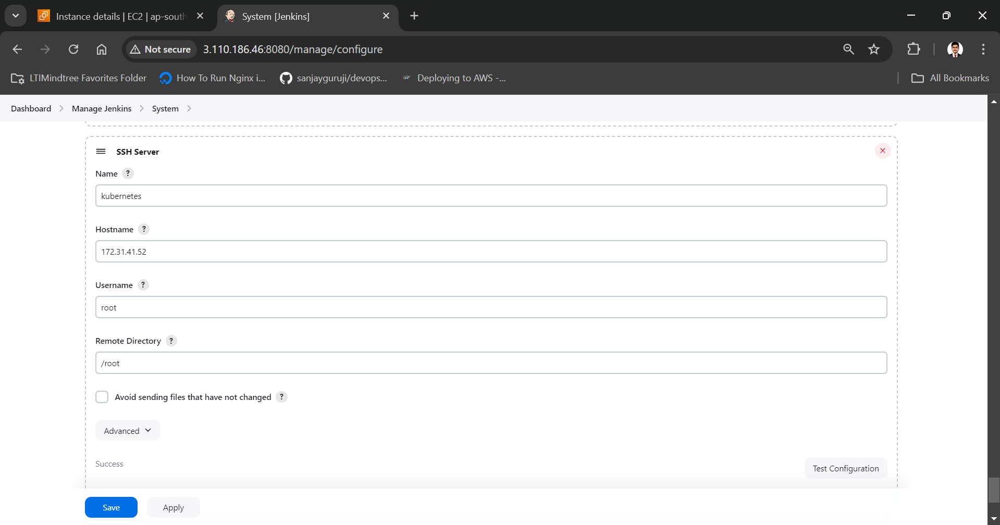 Instance details | EC2 | ap-south
System [Jenkins]
Not secure
3.110.186.46:8080/manage/configure
LTIMindtree Favorites Folder
How To Run Nginx i...
sanjayguruji/devops...
Deploying to AWS -...
All Bookmarks
Dashboard
Manage Jenkins
System
SSH Server
Name ?
kubernetes
Hostname ?
172.31.41.52
Username ?
root
Remote Directory ?
/root
Avoid sending files that have not changed ?
Advanced
Success
Test Configuration
Save
Apply